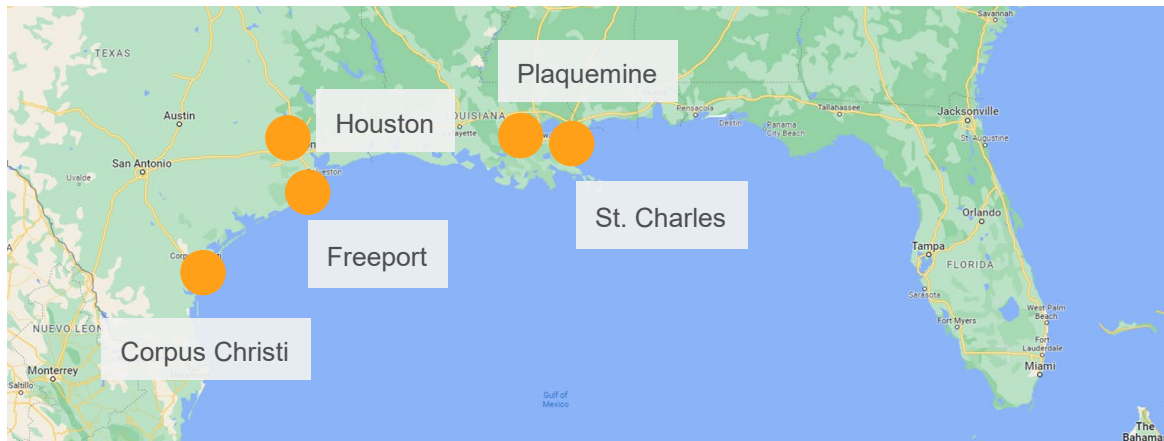 Savannah
TEXAS
Plaquemine
Austin
Houston
LOUISIANA
Pensacola
Destin
Panama
City Beach
Tallahassee
Jacksonville
St. Augustine
San Antonio
Uvalde
St. Charles
Orlando
Freeport
Tampa
FLORIDA
Sarasota
West Palm
Beach
Fort Myers
NUEVO LEON
Corpus Christi
Fort
Lauderdale
Miami
Monterrey
Saltillo
Gulf of
Mexico
The
Bahamas